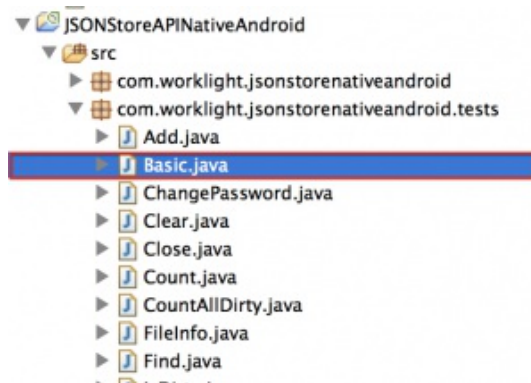 JSONStoreAPINativeAndroid
src
com.worklight.jsonstorenativeandroid
com.worklight.jsonstorenativeandroid.tests
Add.java
Basic.java
ChangePassword.java
Clear.java
Close.java
Count.java
CountAllDirty.java
FileInfo.java
Find.java